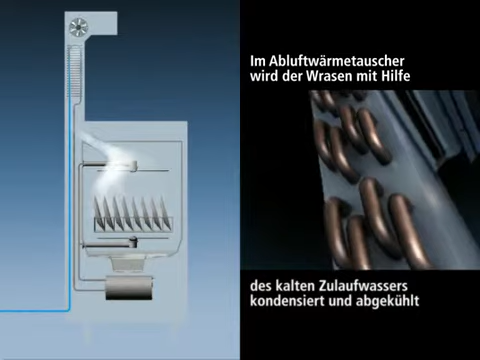 Im Abluftwärmetauscher
wird der Wrasen mit Hilfe
des kalten Zulaufwassers
kondensiert und abgekühlt